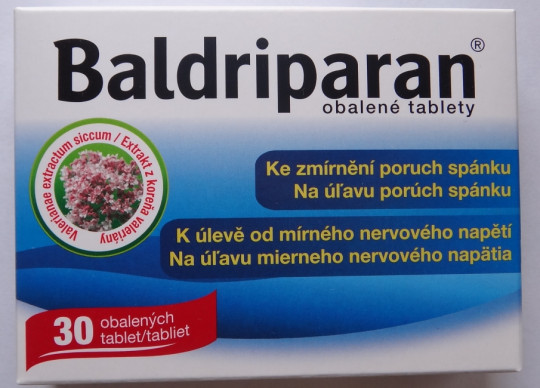 Baldriparan®
obalené tablety
Valerianae extractum siccum / Extrakt z koreňa valeriány
Ke zmírnění poruch spánku
Na úľavu porúch spánku
K úlevě od mírného nervového napětí
Na úľavu mierneho nervového napätia
30 obalených
tablet/tabliet